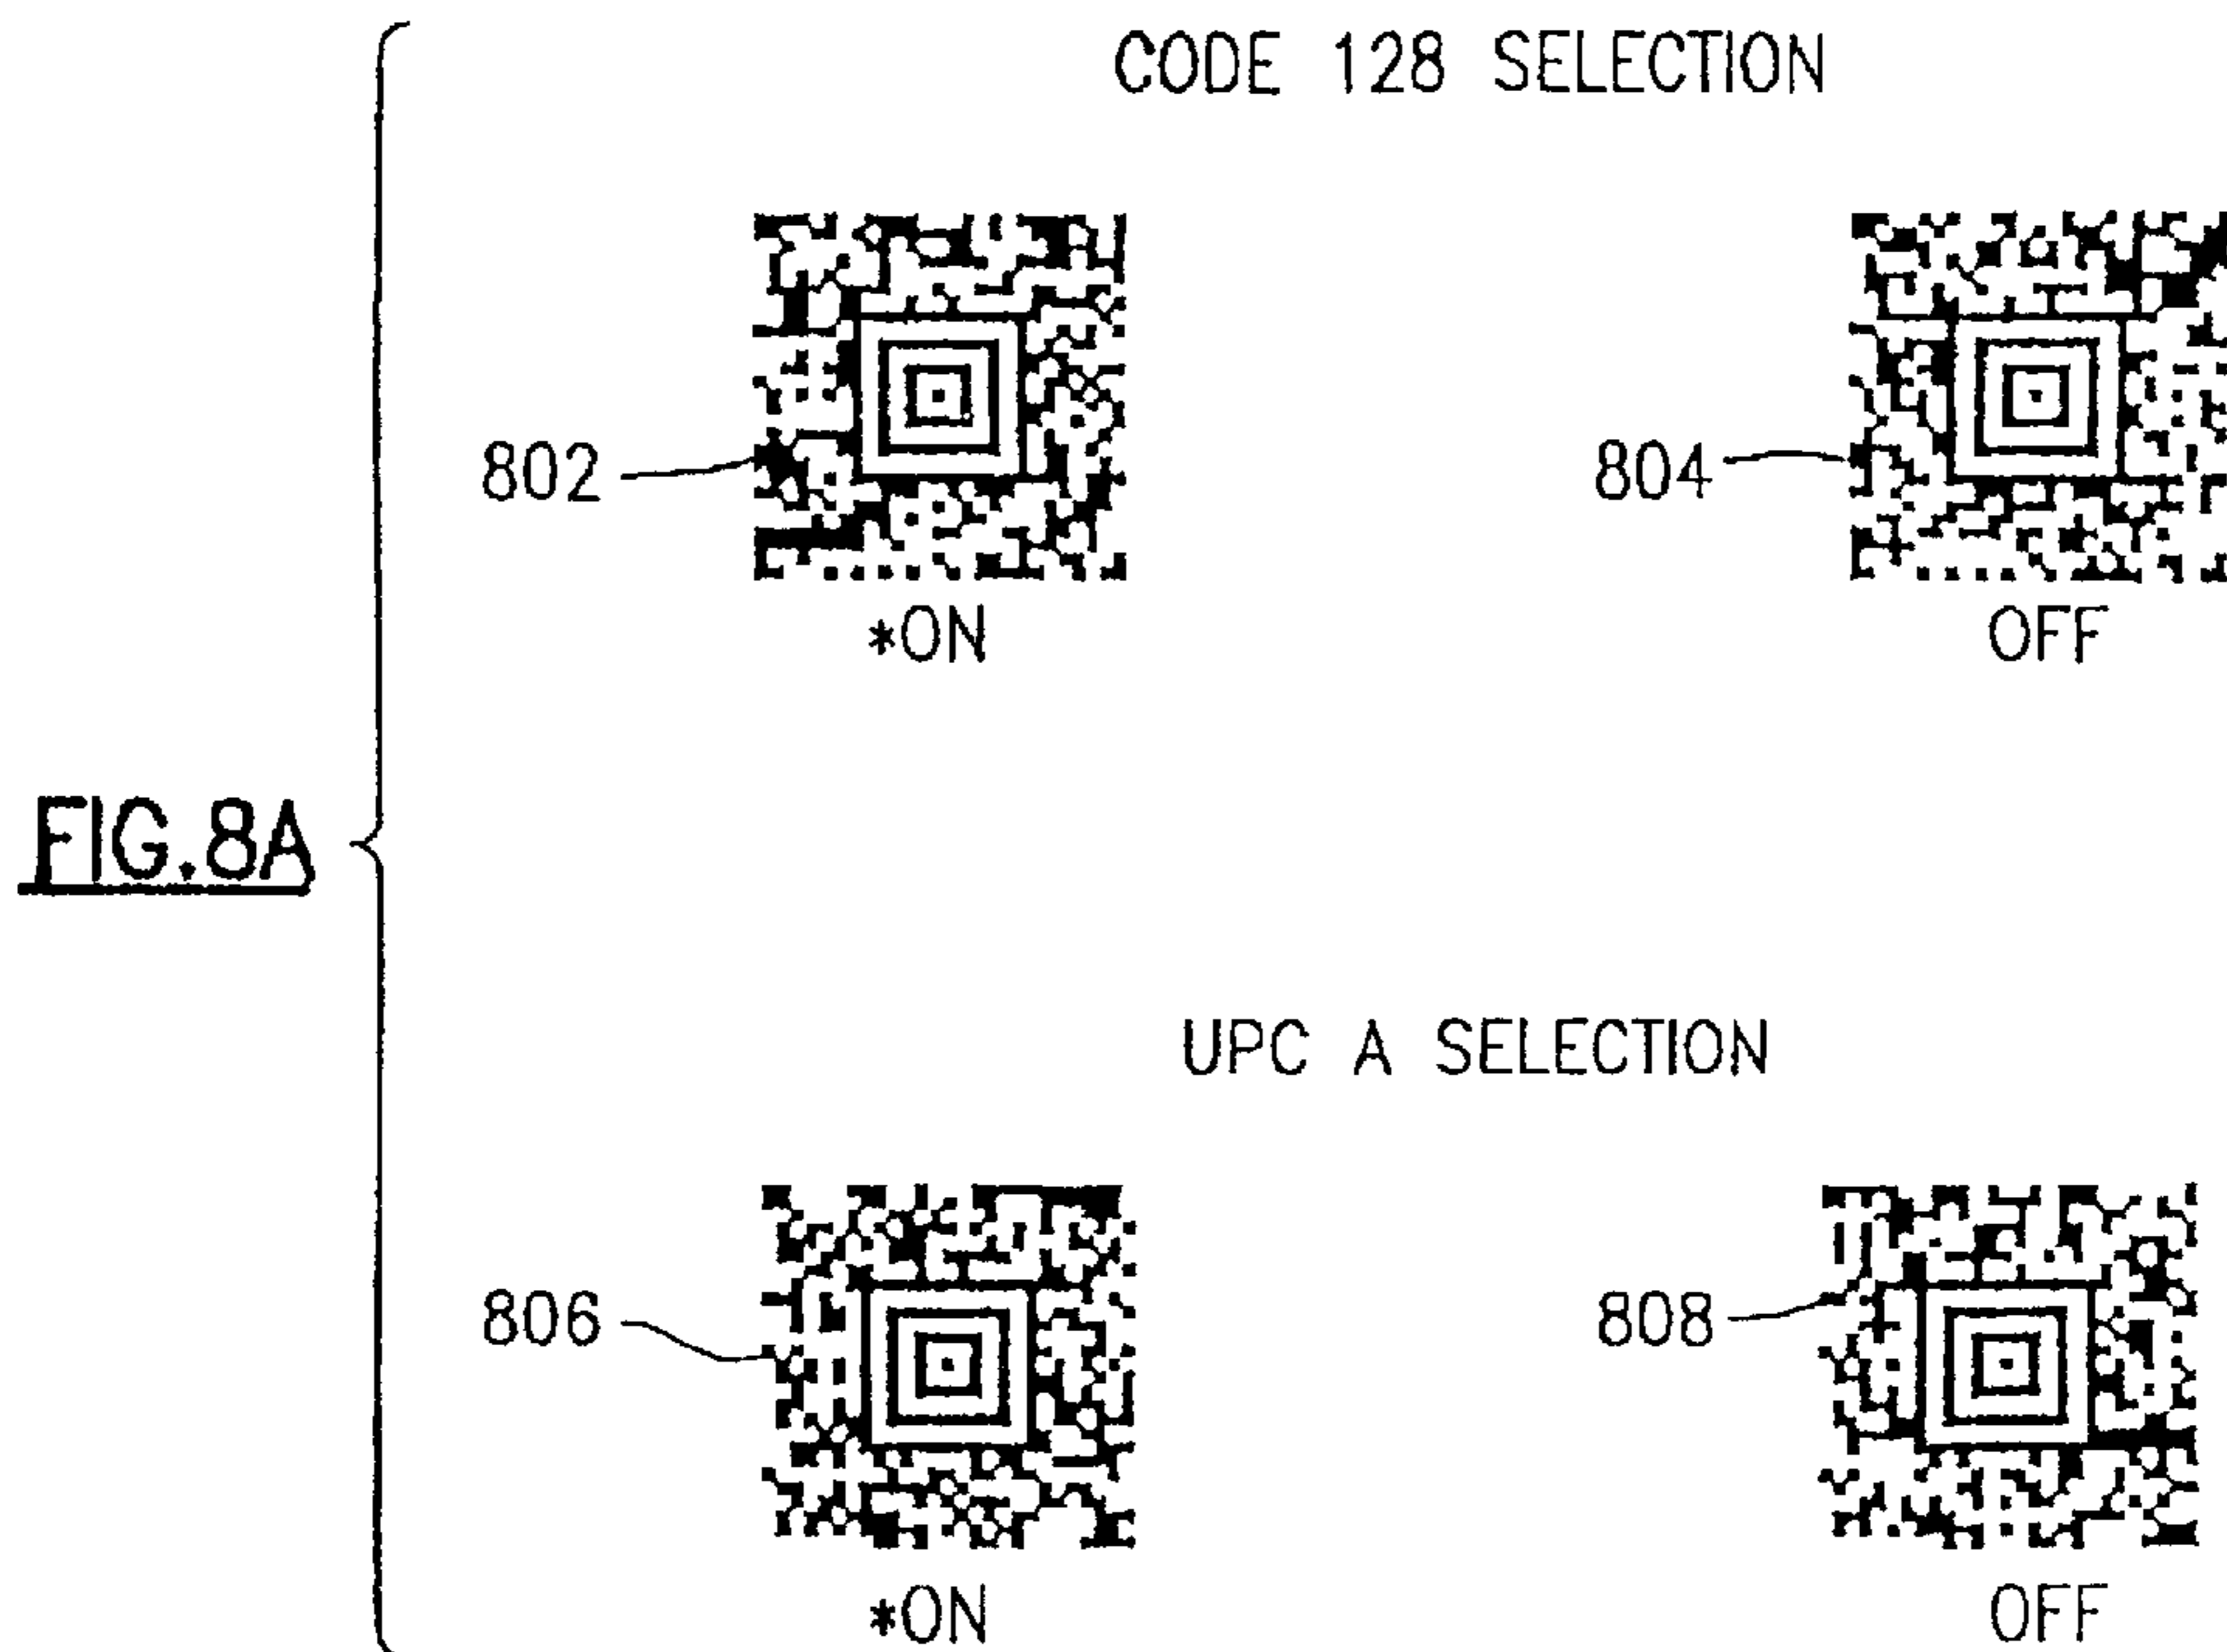 CODE 128 SELECTION
802
804
*ON
OFF
FIG.8A
UPC A SELECTION
806
808
*ON
OFF